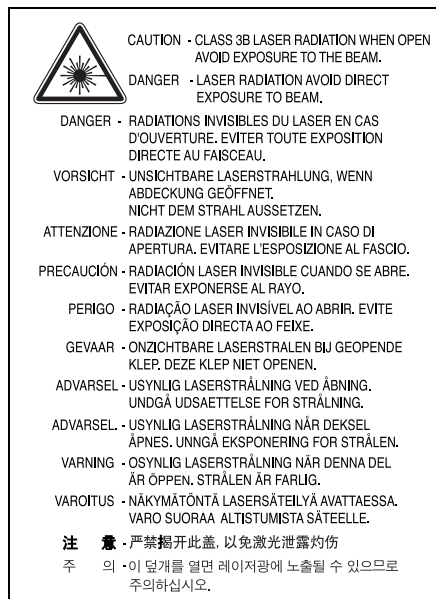 CAUTION - CLASS 3B LASER RADIATION WHEN OPEN
AVOID EXPOSURE TO THE BEAM.
DANGER - LASER RADIATION AVOID DIRECT
EXPOSURE TO BEAM.
DANGER - RADIATIONS INVISIBLES DU LASER EN CAS
D'OUVERTURE. EVITER TOUTE EXPOSITION
DIRECTE AU FAISCEAU.
VORSICHT - UNSICHTBARE LASERSTRAHLUNG, WENN
ABDECKUNG GEÖFFNET.
NICHT DEM STRAHL AUSSETZEN.
ATTENZIONE - RADIAZIONE LASER INVISIBILE IN CASO DI
APERTURA. EVITARE L'ESPOSIZIONE AL FASCIO.
PRECAUCIÓN - RADIACIÓN LASER INVISIBLE CUANDO SE ABRE.
EVITAR EXPONERSE AL RAYO.
PERIGO - RADIAÇÃO LASER INVISÍVEL AO ABRIR. EVITE
EXPOSIÇÃO DIRECTA AO FEIXE.
GEVAAR - ONZICHTBARE LASERSTRALEN BIJ GEOPENDE
KLEP. DEZE KLEP NIET OPENEN.
ADVARSEL - USYNLIG LASERSTRÅLNING VED ÅBNING.
UNDGÅ UDSAETTELSE FOR STRÅLNING.
ADVARSEL. - USYNLIG LASERSTRÅLNING NÅR DEKSEL
ÅPNES. UNNGÅ EKSPONERING FOR STRÅLEN.
VARNING - OSYNLIG LASERSTRÅLNING NÄR DENNA DEL
ÄR ÖPPEN. STRÅLEN ÄR FARLIG.
VAROITUS - NÄKYMÄTÖNTÄ LASERSÄTEILYÄ AVATTAESSA.
VARO SUORAA ALTISTUMISTA SÄTEELLE.
注 意 - 严禁揭开此盖, 以免激光泄露灼伤
주 의 - 이 덮개를 열면 레이저광에 노출될 수 있으므로
주의하십시오.